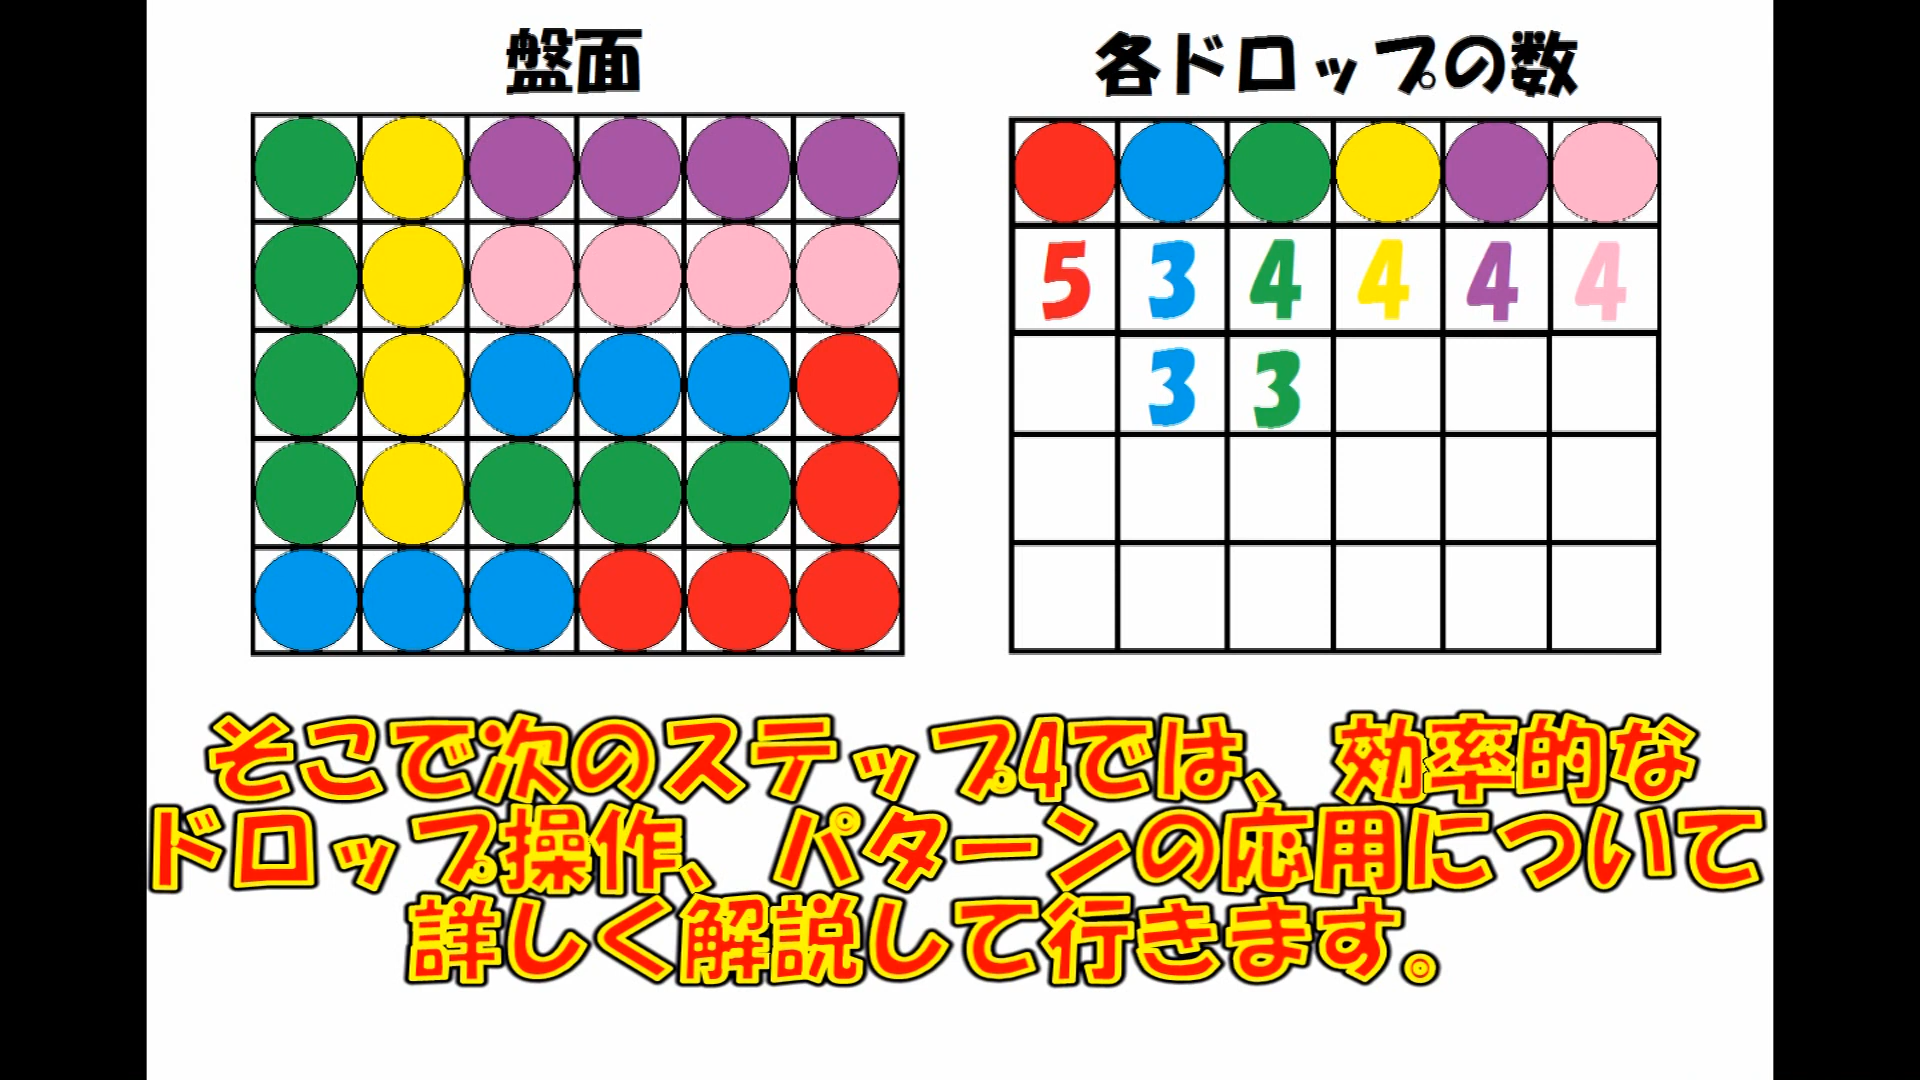 盤面
各ドロップの数
5 3 4 4 4 4
3 3
そこで次のステップ4では、効率的な
ドロップ操作、パターンの応用について
詳しく解説して行きます。